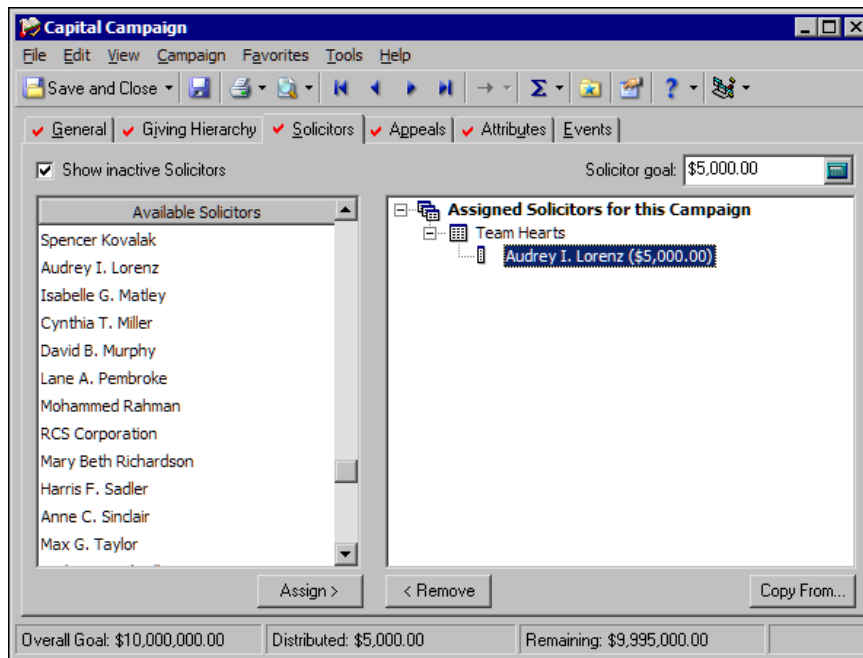 Capital Campaign
File Edit View Campaign Favorites Tools Help
Save and Close
General Giving Hierarchy Solicitors Appeals Attributes Events
Show inactive Solicitors Solicitor goal: $5,000.00
Available Solicitors
Spencer Kovalak
Audrey I. Lorenz
Isabelle G. Matley
Cynthia T. Miller
David B. Murphy
Lane A. Pembroke
Mohammed Rahman
RCS Corporation
Mary Beth Richardson
Harris F. Sadler
Anne C. Sinclair
Max G. Taylor
Assigned Solicitors for this Campaign
Team Hearts
Audrey I. Lorenz ($5,000.00)
Assign > < Remove Copy From...
Overall Goal: $10,000,000.00 Distributed: $5,000.00 Remaining: $9,995,000.00